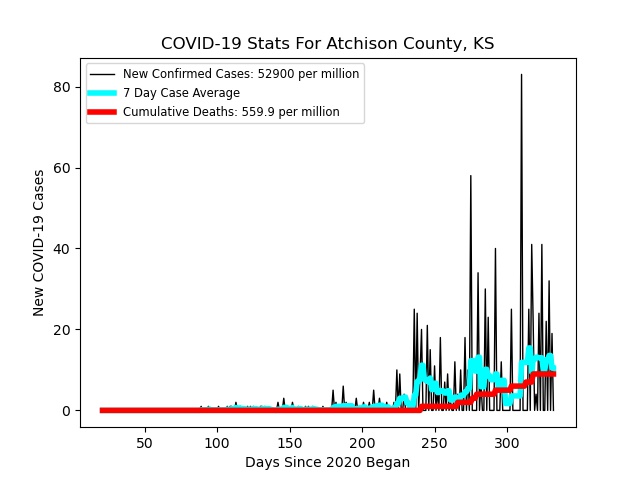 COVID-19 Stats For Atchison County, KS
New Confirmed Cases: 52900 per million
7 Day Case Average
Cumulative Deaths: 559.9 per million
New COVID-19 Cases
80
60
40
20
0
50 100 150 200 250 300
Days Since 2020 Began